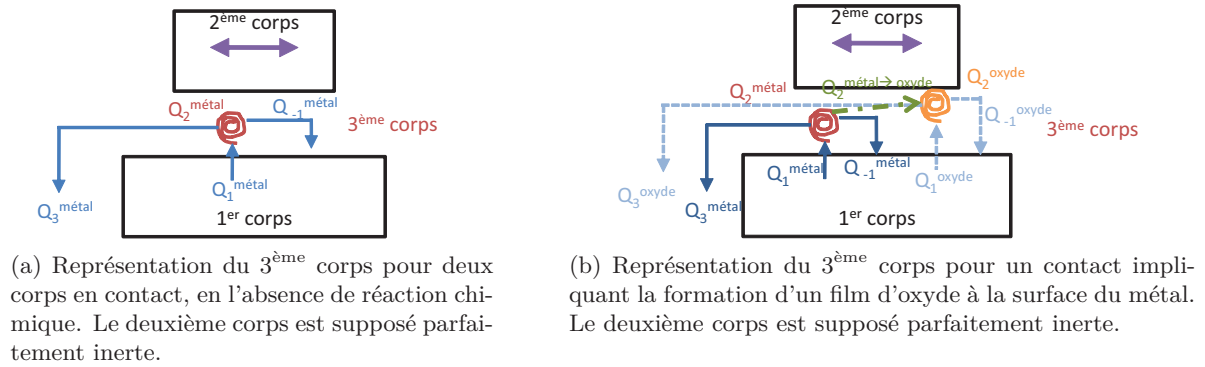 2ème corps
Q2métal
Q-1métal
3ème corps
Q1métal
Q3métal
1er corps
(a) Représentation du 3ème corps pour deux
corps en contact, en l'absence de réaction chi-
mique. Le deuxième corps est supposé parfai-
tement inerte.
2ème corps
Q2métal
Q2métal→ oxyde
Q2oxyde
Q-1oxyde
3ème corps
Q1métal
Q-1métal
Q1oxyde
Q3oxyde
Q3métal
1er corps
(b) Représentation du 3ème corps pour un contact impli-
quant la formation d'un film d'oxyde à la surface du métal.
Le deuxième corps est supposé parfaitement inerte.